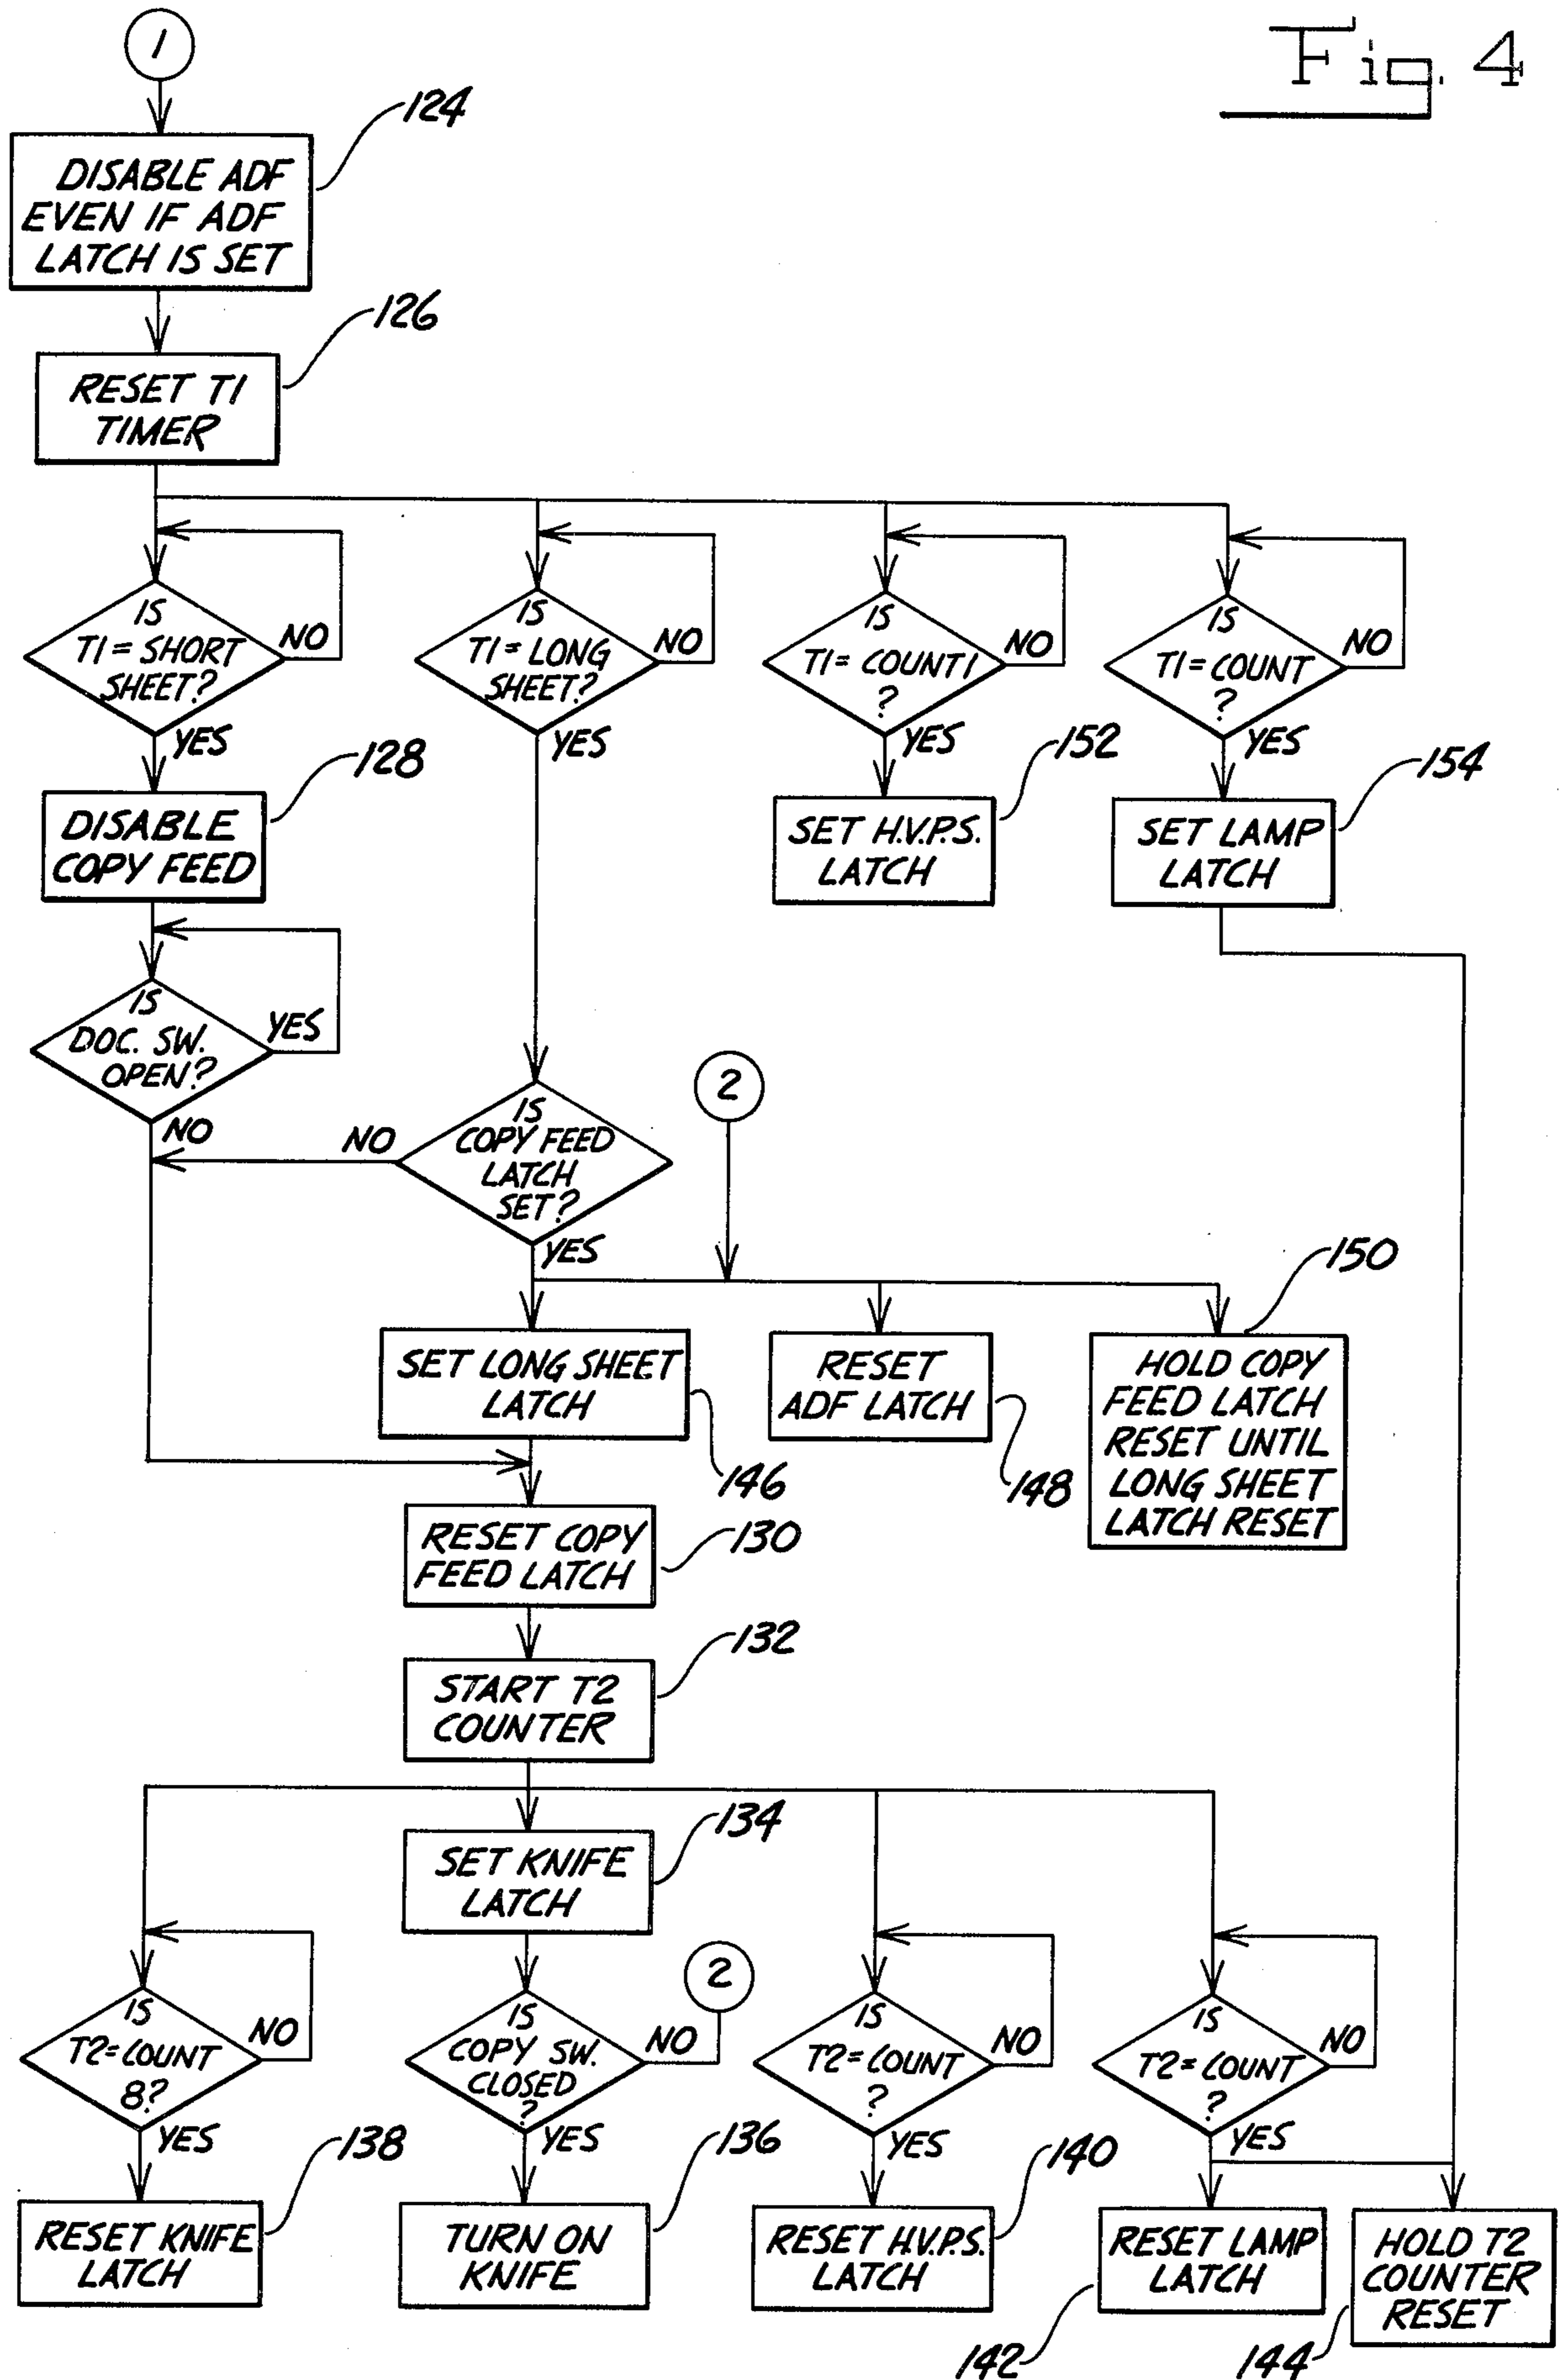 Fig. 4
1
124
DISABLE ADF
EVEN IF ADF
LATCH IS SET
126
RESET T1
TIMER
IS
T1=SHORT
SHEET?
NO
YES
IS
T1=LONG
SHEET?
NO
YES
IS
T1=COUNT1
?
NO
YES
IS
T1=COUNT
?
NO
YES
128
DISABLE
COPY FEED
152
SET H.V.P.S.
LATCH
154
SET LAMP
LATCH
IS
DOC. SW.
OPEN?
YES
NO
IS
COPY FEED
LATCH
SET?
NO
YES
2
SET LONG SHEET
LATCH
146
RESET
ADF LATCH
148
150
HOLD COPY
FEED LATCH
RESET UNTIL
LONG SHEET
LATCH RESET
RESET COPY
FEED LATCH
130
132
START T2
COUNTER
134
SET KNIFE
LATCH
IS
T2=COUNT
8?
NO
YES
IS
COPY SW.
CLOSED
?
NO
2
YES
IS
T2=COUNT
?
NO
YES
IS
T2=COUNT
?
NO
YES
138
RESET KNIFE
LATCH
136
TURN ON
KNIFE
140
RESET H.V.P.S.
LATCH
RESET LAMP
LATCH
142
HOLD T2
COUNTER
RESET
144